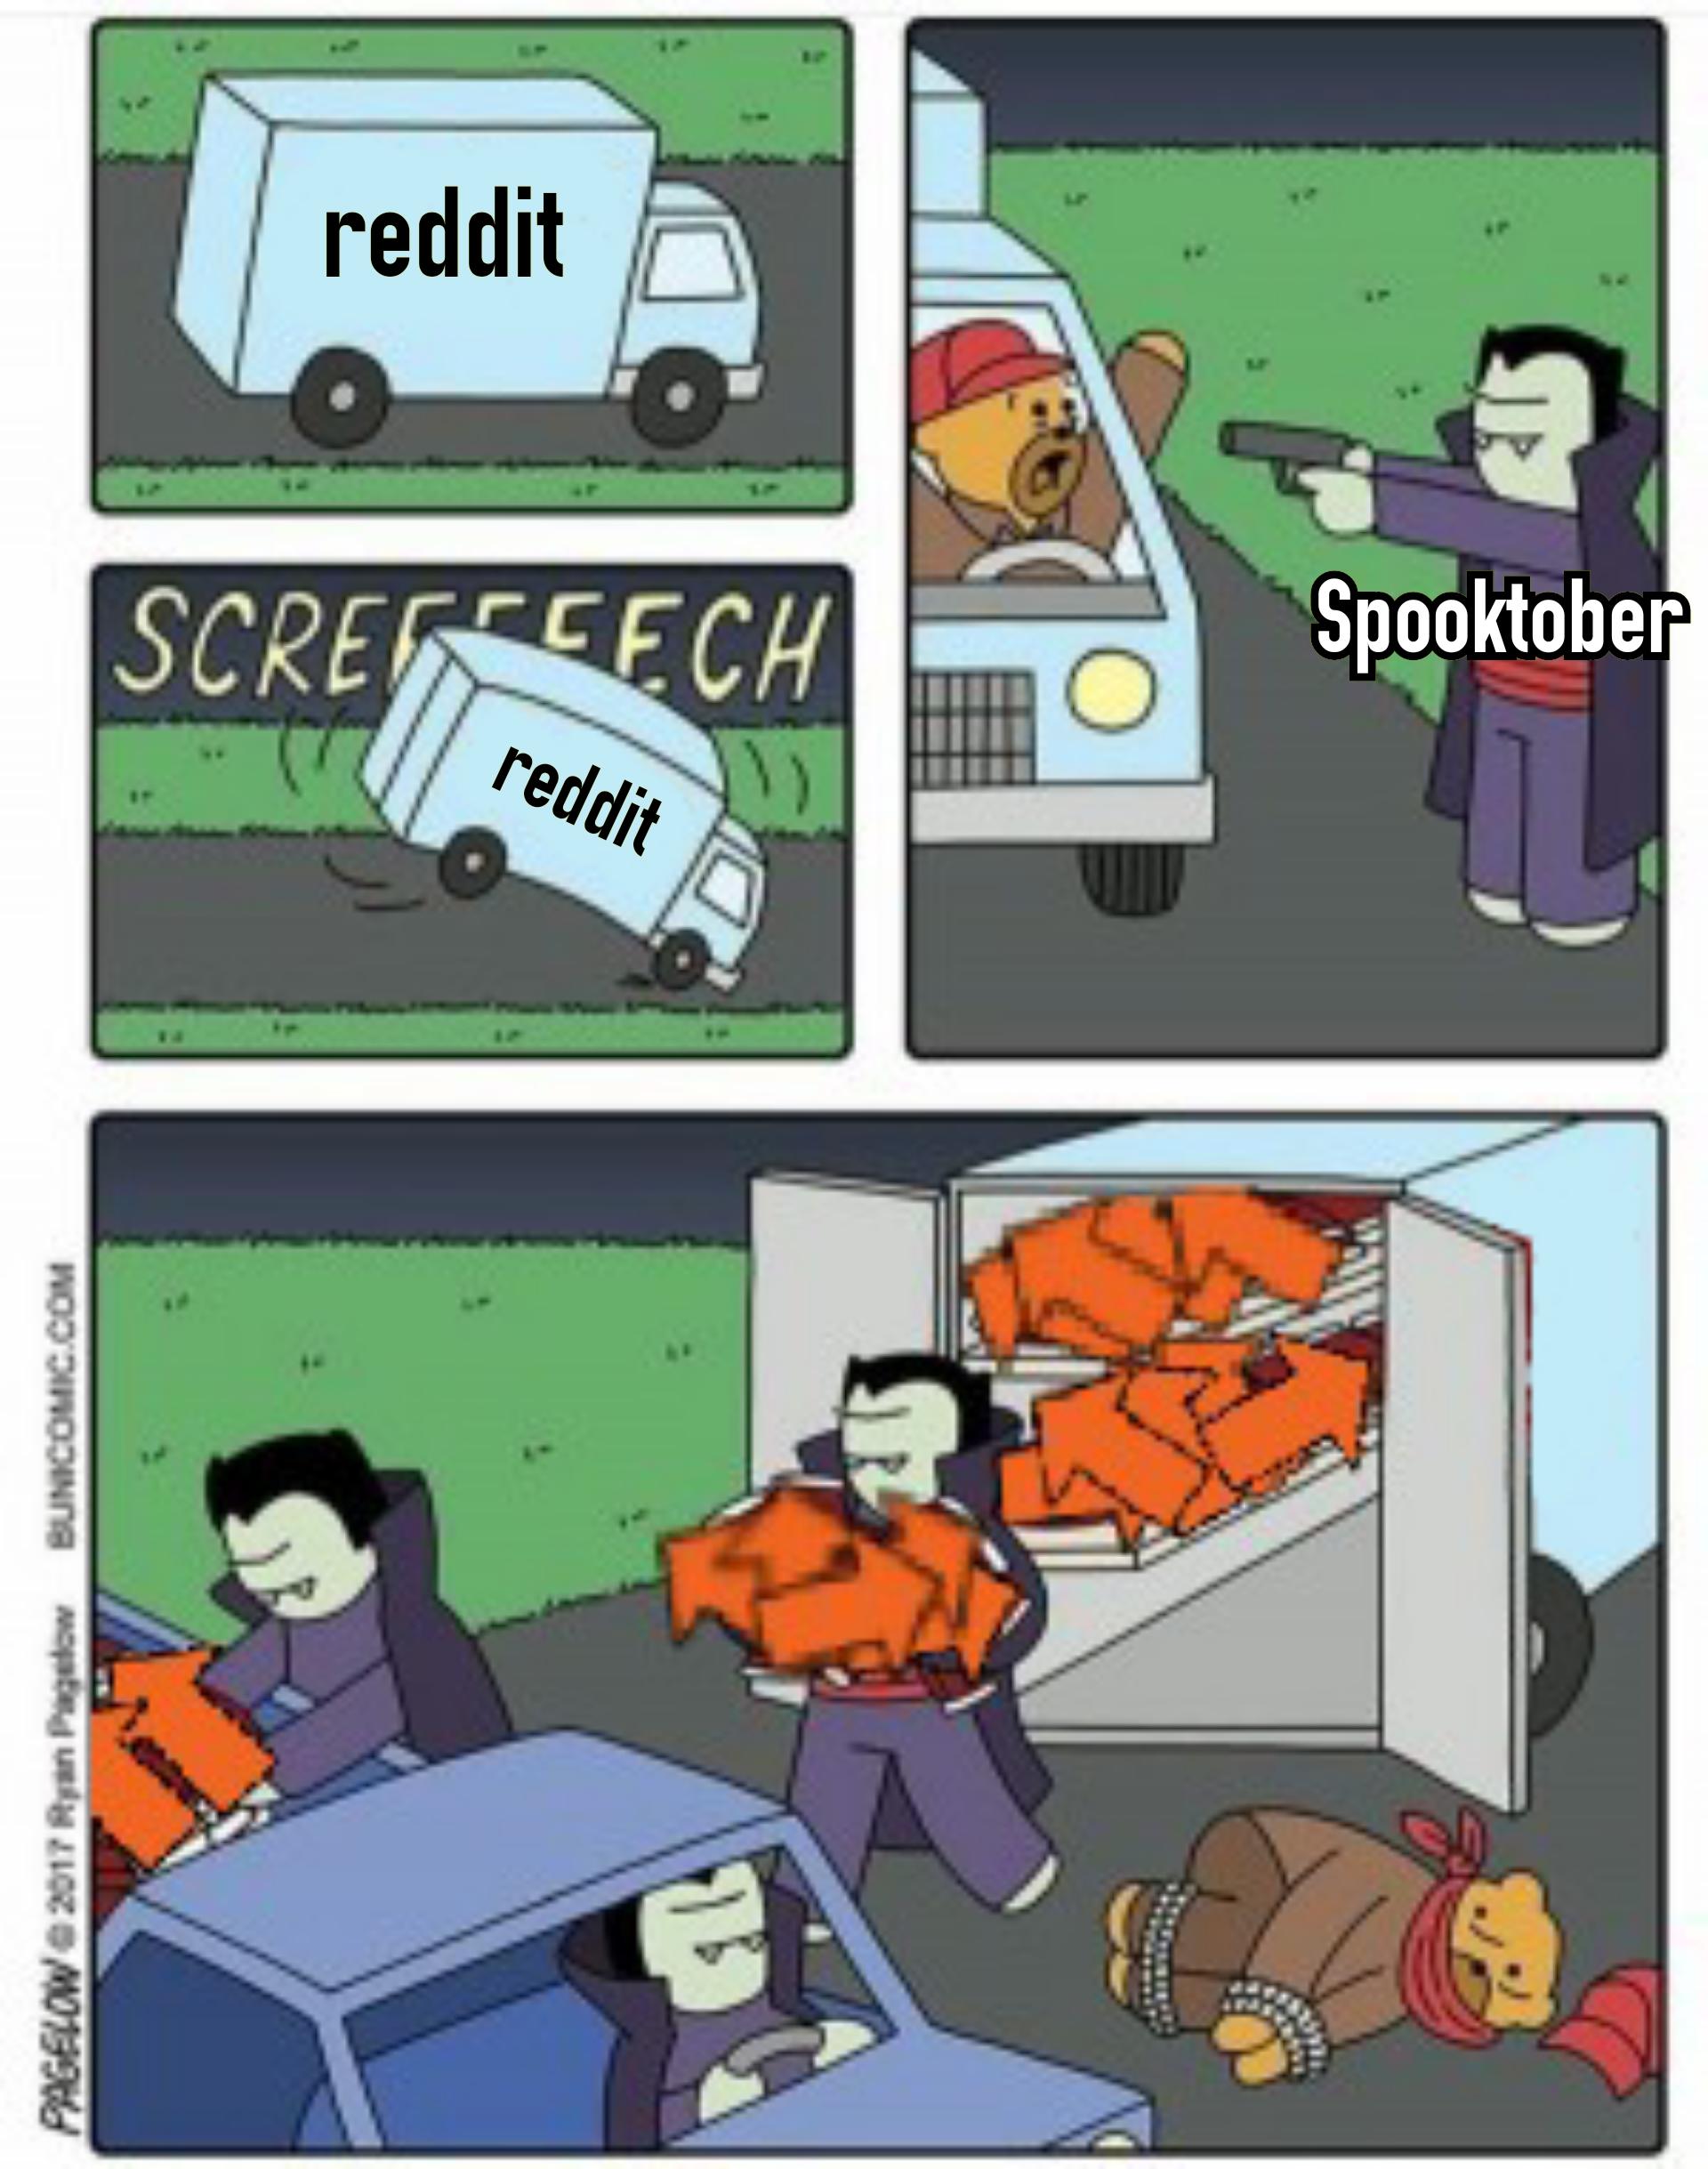 reddit
SCREEEEECH
reddit
Spooktober
PAGELOW © 2017 Ryan Pagelow BUNICOMIC.COM